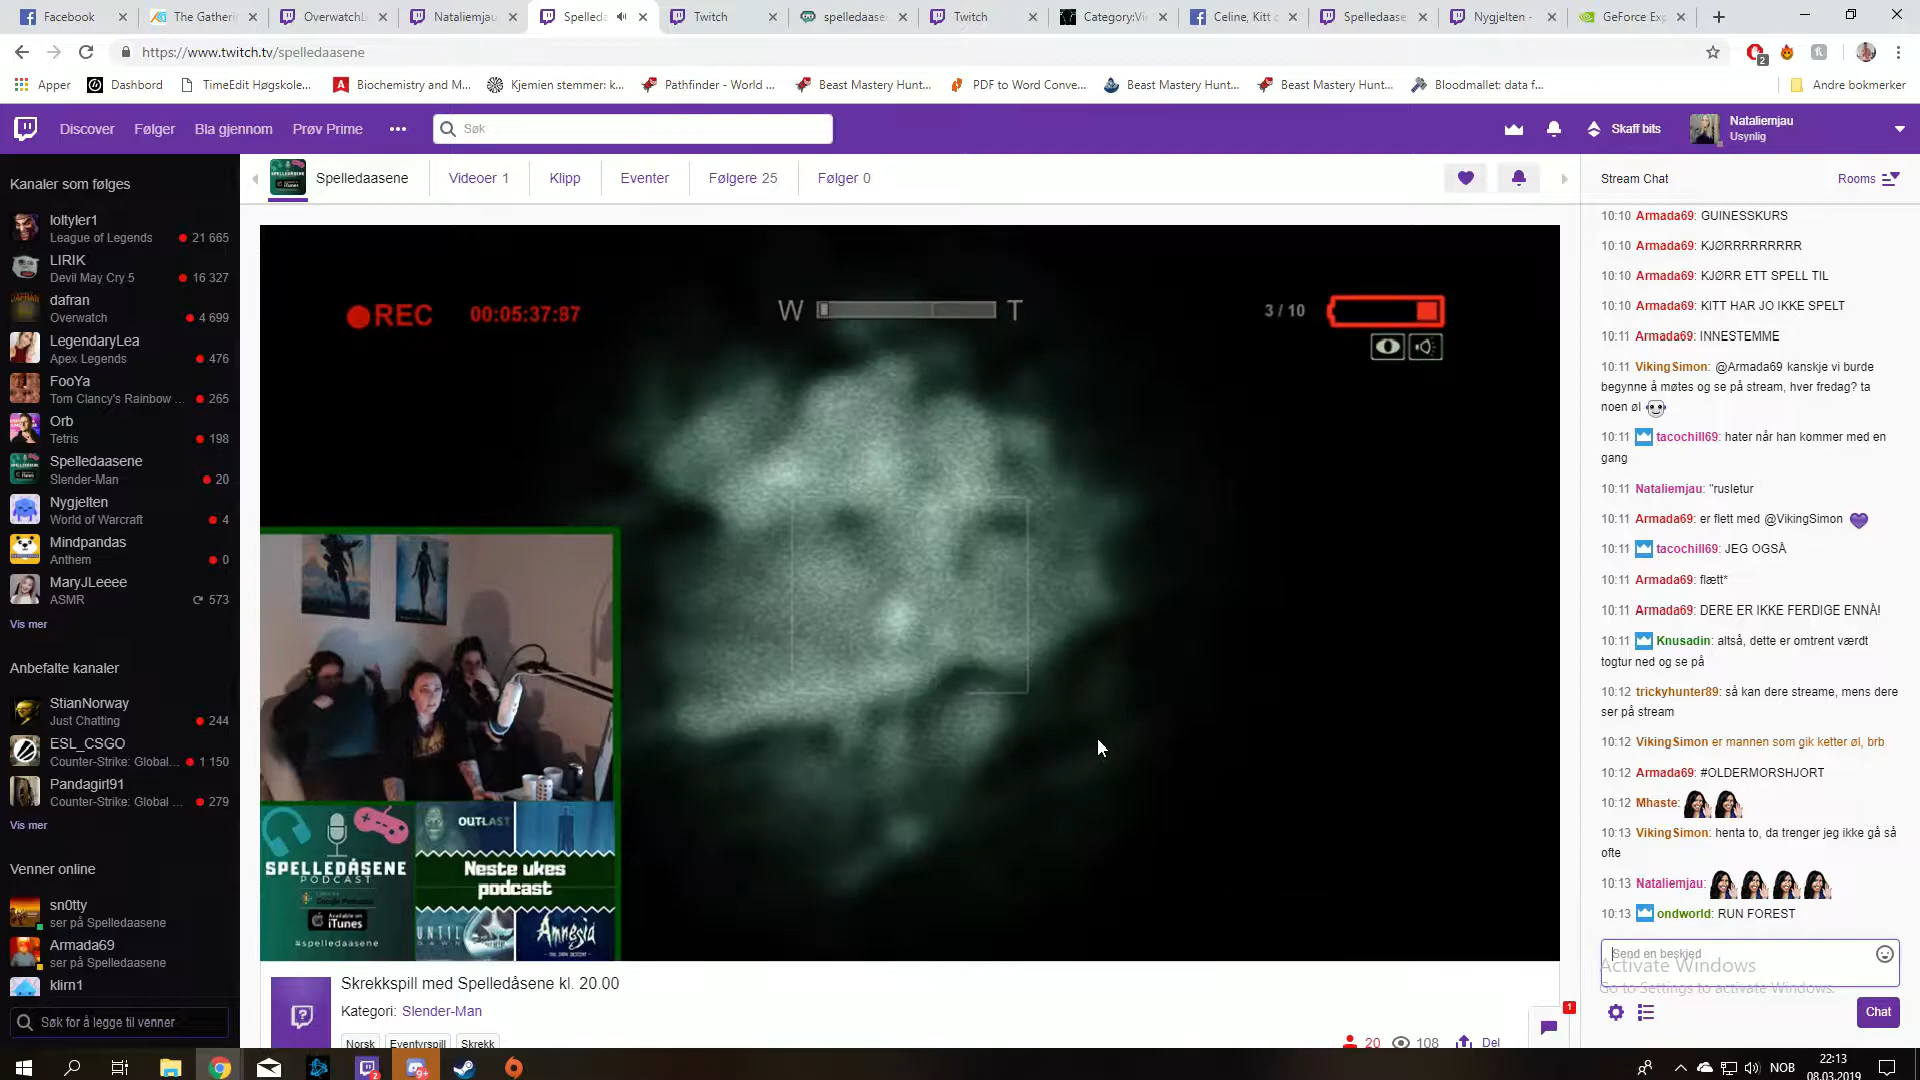 Facebook
The Gatheri
OverwatchL
Nataliemjau
Spelleda
Twitch
spelledaase
Twitch
Category:Vi
Celine, Kitt c
Spelledaase
Nygjelten -
GeForce Exp
https://www.twitch.tv/spelledaasene
2
Apper
Dashbord
TimeEdit Høgskole...
Biochemistry and M...
Kjemien stemmer: k...
Pathfinder - World ...
Beast Mastery Hunt...
PDF to Word Conve...
Beast Mastery Hunt...
Beast Mastery Hunt...
Bloodmallet: data f...
Andre bokmerker
Discover
Følger
Bla gjennom
Prøv Prime
Søk
Skaff bits
Nataliemjau
Usynlig
Kanaler som følges
loltyler1
League of Legends 21 665
LIRIK
Devil May Cry 5 16 327
dafran
Overwatch 4 699
LegendaryLea
Apex Legends 476
FooYa
Tom Clancy's Rainbow ... 265
Orb
Tetris 198
Spelledaasene
Slender-Man 20
Nygjelten
World of Warcraft 4
Mindpandas
Anthem 0
MaryJLeeee
ASMR 573
Vis mer
Anbefalte kanaler
StianNorway
Just Chatting 244
ESL_CSGO
Counter-Strike: Global... 1 150
Pandagirl91
Counter-Strike: Global ... 279
Vis mer
Venner online
sn0tty
ser på Spelledaasene
Armada69
ser på Spelledaasene
klirn1
Søk for å legge til venner
Spelledaasene
Videoer 1
Klipp
Eventer
Følgere 25
Følger 0
REC
00:05:37:87
W
T
3 / 10
SPELLEDÅSENE
PODCAST
Google Podcasts
Available on
iTunes
#spelledaasene
OUTLAST
Neste ukes
podcast
UNTIL
DAWN
Amnesia
THE DARK DESCENT
Skrekkspill med Spelledåsene kl. 20.00
Kategori: Slender-Man
Norsk
Eventyrspill
Skrekk
20
108
Del
1
Stream Chat
Rooms
10:10 Armada69: GUINESSKURS
10:10 Armada69: KJØRRRRRRRRR
10:10 Armada69: KJØRR ETT SPELL TIL
10:10 Armada69: KITT HAR JO IKKE SPELT
10:11 Armada69: INNESTEMME
10:11 VikingSimon: @Armada69 kanskje vi burde
begynne å møtes og se på stream, hver fredag? ta
noen øl
10:11 tacochill69: hater når han kommer med en
gang
10:11 Nataliemjau: "rusletur
10:11 Armada69: er flett med @VikingSimon
10:11 tacochill69: JEG OGSÅ
10:11 Armada69: flætt*
10:11 Armada69: DERE ER IKKE FERDIGE ENNÅ!
10:11 Knusadin: altså, dette er omtrent værdt
togtur ned og se på
10:12 trickyhunter89: så kan dere streame, mens dere
ser på stream
10:12 VikingSimon er mannen som gik ketter øl, brb
10:12 Armada69: #OLDERMORSHJORT
10:12 Mhaste:
10:13 VikingSimon: henta to, da trenger jeg ikke gå så
ofte
10:13 Nataliemjau:
10:13 ondworld: RUN FOREST
Send en beskjed
Activate Windows
Go to Settings to activate Windows.
Chat
2
9+
NOB
22:13
08.03.2019